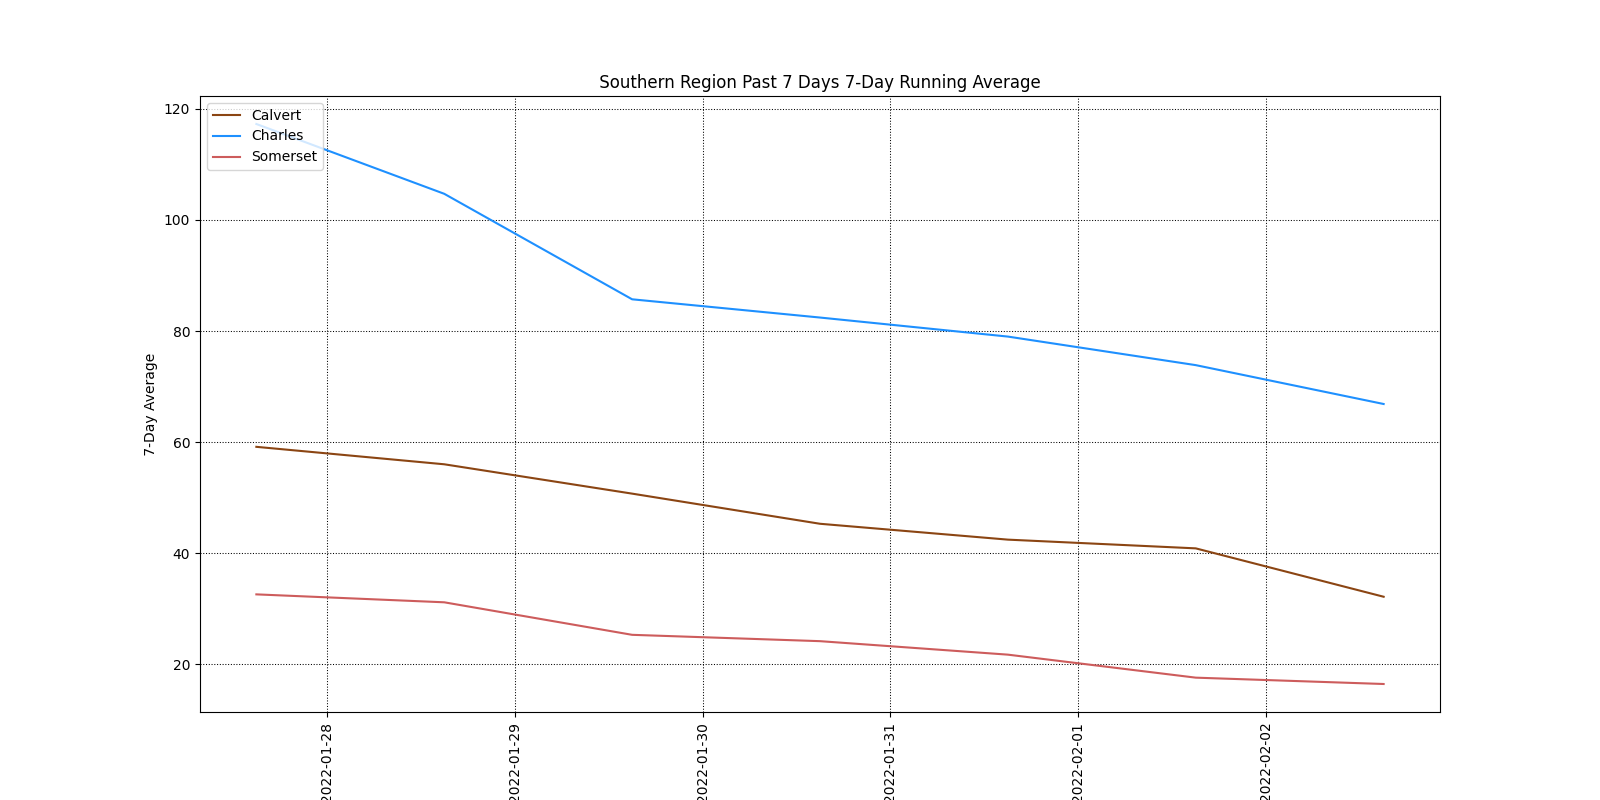 Southern Region Past 7 Days 7-Day Running Average
120
100
80
60
40
20
7-Day Average
Calvert
Charles
Somerset
2022-01-28
2022-01-29
2022-01-30
2022-01-31
2022-02-01
2022-02-02